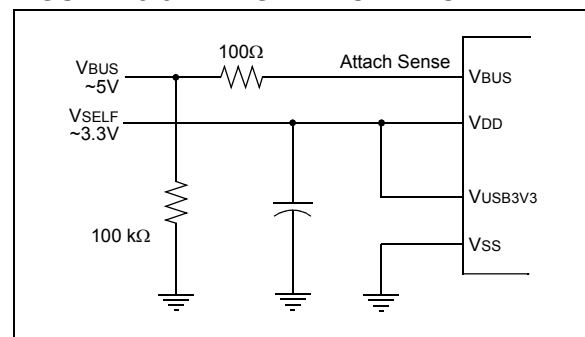 100Ω
Attach Sense
VBUS
~5V
VBUS
VSELF
~3.3V
VDD
VUSB3V3
100 kΩ
VSS